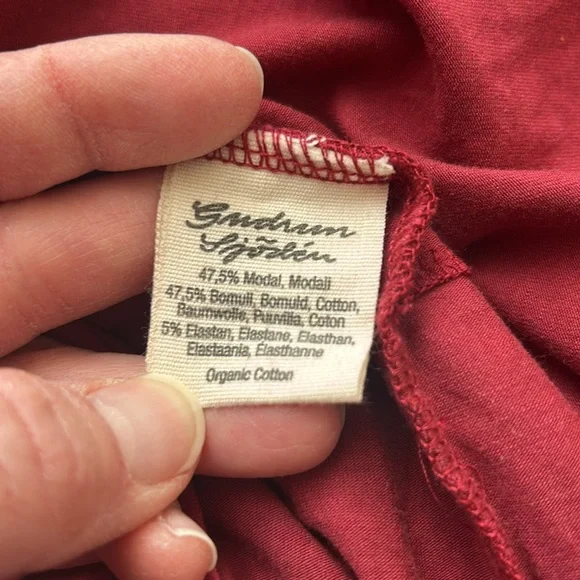 Gudrun
Sjödén
47,5% Modal, Modali
47,5% Bomull, Bomuld, Cotton,
Baumwolle, Puuvilla, Coton
5% Elastan, Elastane, Elasthan,
Elastaania, Élasthanne
Organic Cotton